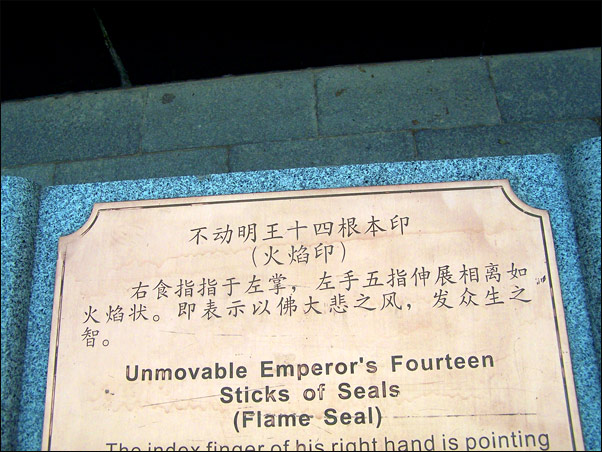 不动明王十四根本印
（火焰印）
右食指指于左掌，左手五指伸展相离如
火焰状。即表示以佛大悲之风，发众生之
智。
Unmovable Emperor's Fourteen
Sticks of Seals
(Flame Seal)
The index finger of his right hand is pointing